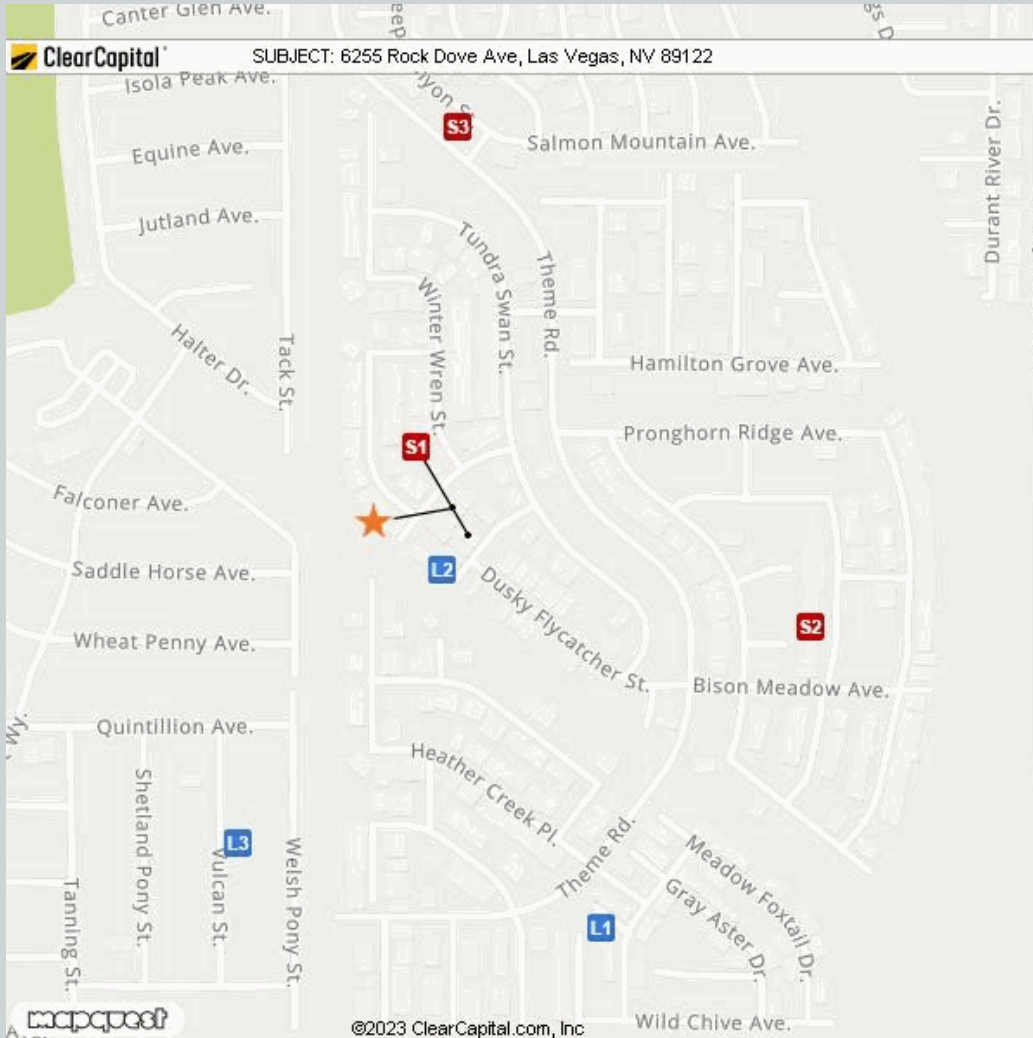 Canter Glen Ave.
eep
gs D
ClearCapital
SUBJECT: 6255 Rock Dove Ave, Las Vegas, NV 89122
Isola Peak Ave.
nyon S
S3
Salmon Mountain Ave.
Durant River Dr.
Equine Ave.
Jutland Ave.
Tundra Swan St.
Theme Rd.
Winter Wren St.
Halter Dr.
Tack St.
Hamilton Grove Ave.
Pronghorn Ridge Ave.
S1
Falconer Ave.
L2
Saddle Horse Ave.
Dusky Flycatcher St.
S2
Wheat Penny Ave.
Bison Meadow Ave.
Wy.
Quintillion Ave.
Heather Creek Pl.
Shetland Pony St.
L3
Vulcan St.
Welsh Pony St.
Theme Rd.
Meadow Foxtail Dr.
Gray Aster Dr.
Tanning St.
L1
mapquest
©2023 ClearCapital.com, Inc
Wild Chive Ave.